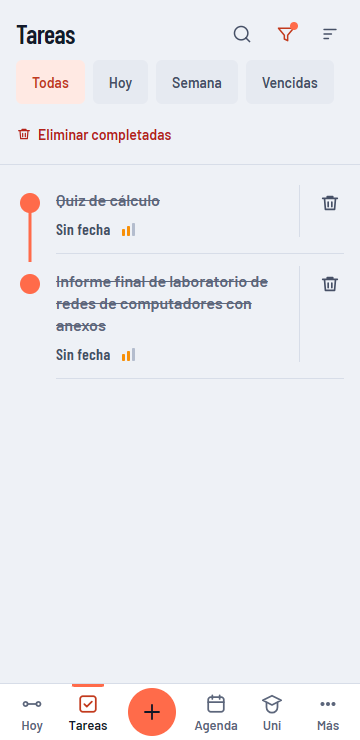 Tareas
Todas
Hoy
Semana
Vencidas
Eliminar completadas
Quiz de cálculo
Sin fecha
Informe final de laboratorio de
redes de computadores con
anexos
Sin fecha
Hoy
Tareas
Agenda
Uni
Más